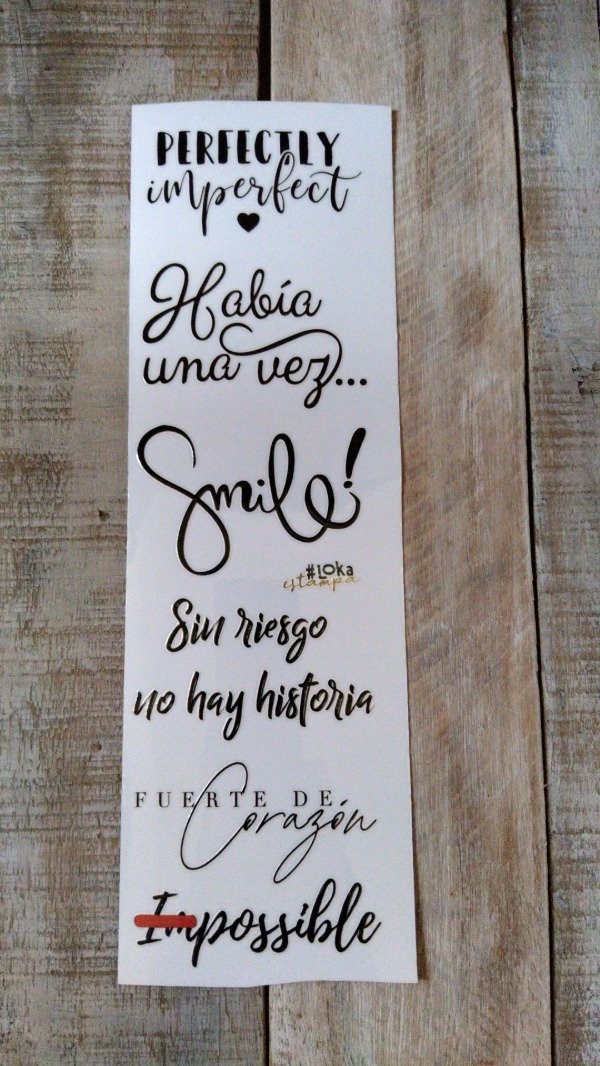 PERFECTLY
imperfect
Había
una vez...
Smile!
#LOka
estampa
Sin riesgo
no hay historia
FUERTE DE
Corazón
Impossible